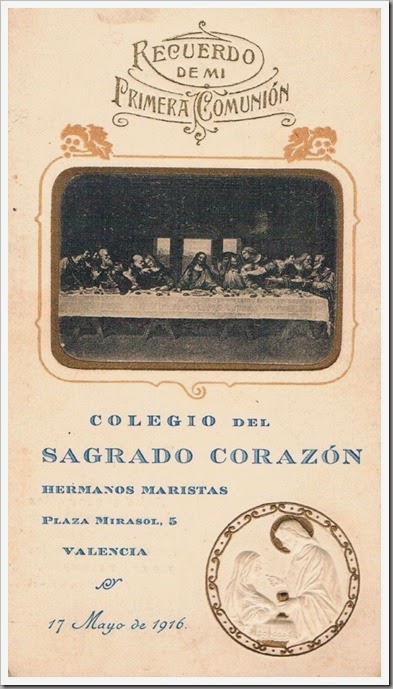 RECUERDO
DE MI
PRIMERA COMUNIÓN
COLEGIO DEL
SAGRADO CORAZÓN
HERMANOS MARISTAS
PLAZA MIRASOL, 5
VALENCIA
17 Mayo de 1916.